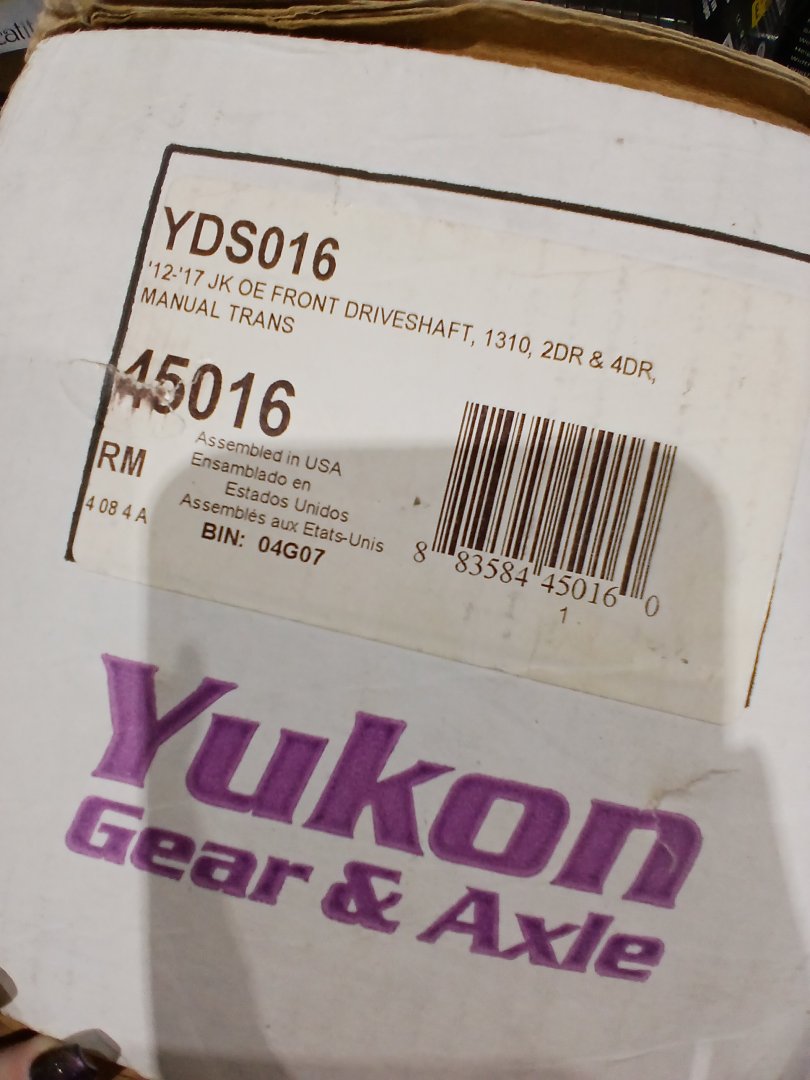 YDS016
'12-'17 JK OE FRONT DRIVESHAFT, 1310, 2DR & 4DR,
MANUAL TRANS
45016
RM
4 08 4 A
Assembled in USA
Ensamblado en
Estados Unidos
Assemblés aux Etats-Unis
BIN: 04G07
8 83584 45016 0
1
Yukon
Gear & Axle